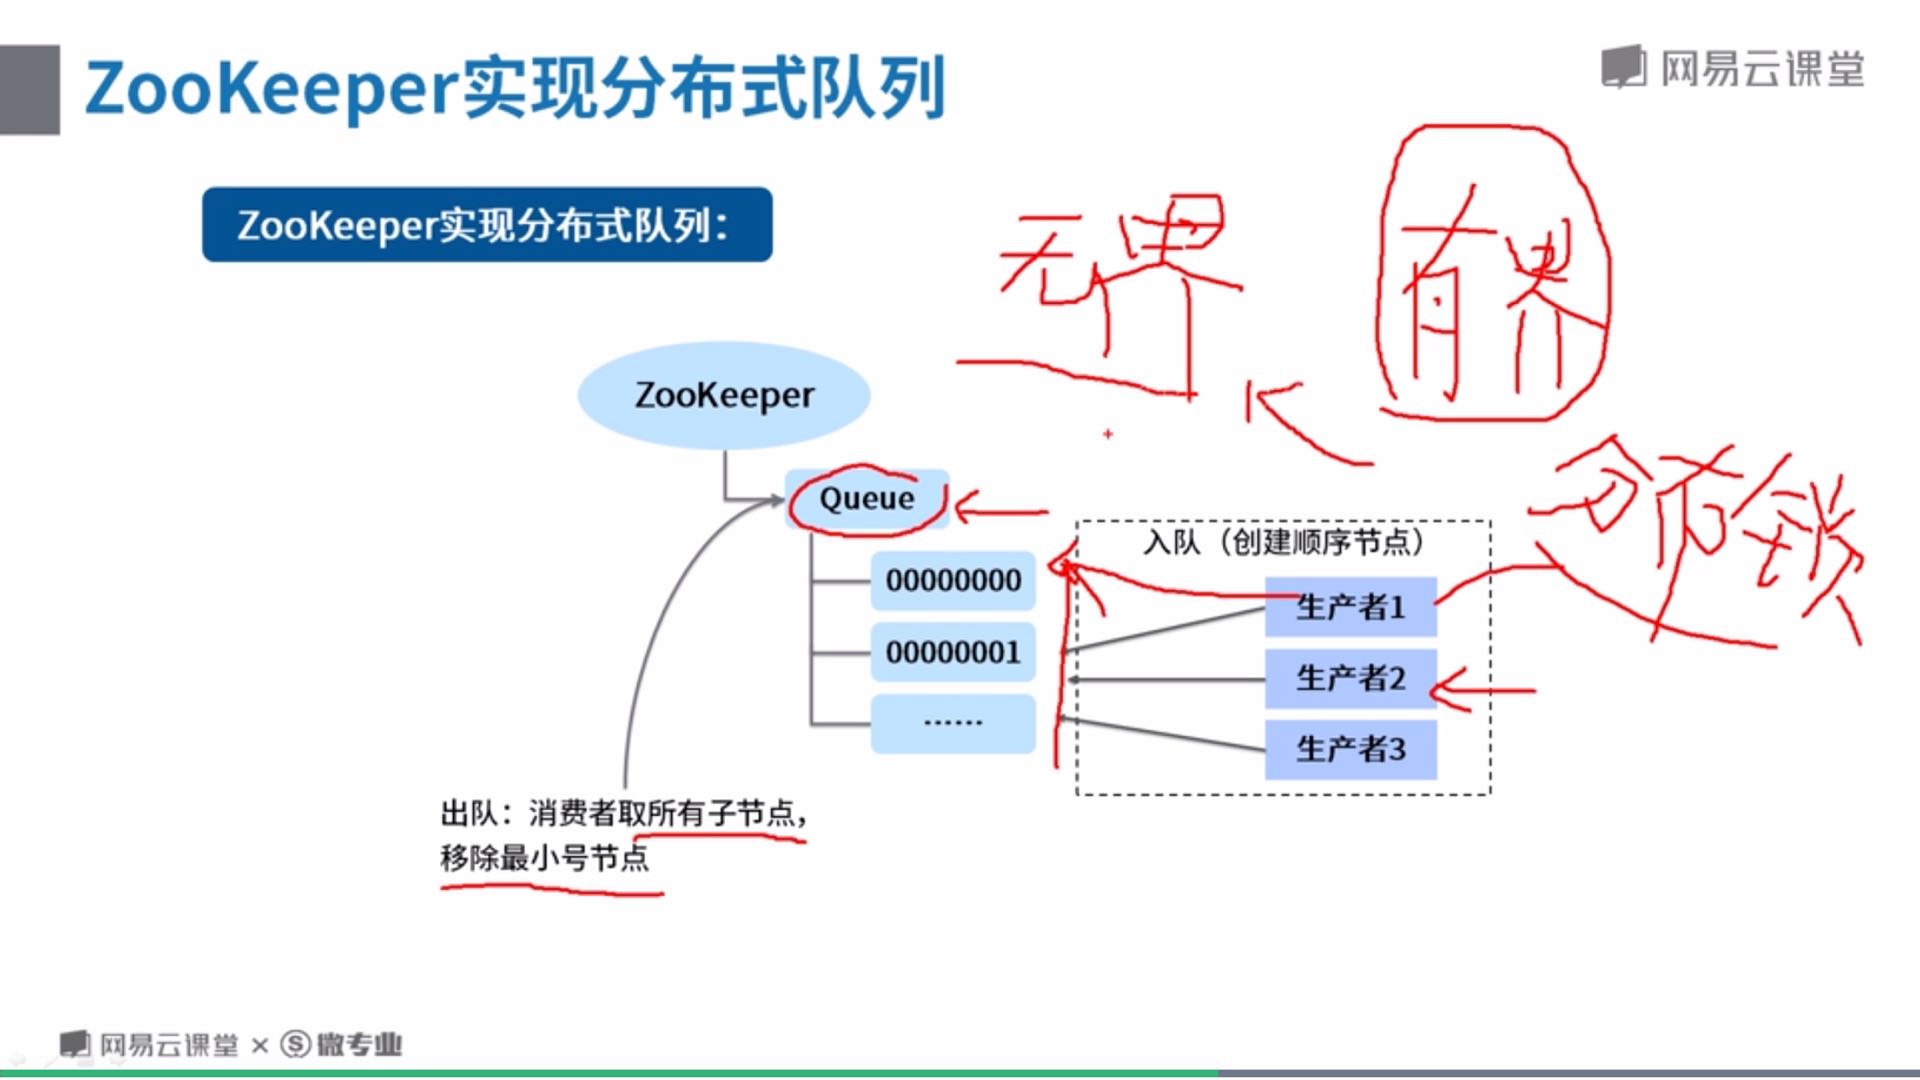 ZooKeeper实现分布式队列
网易云课堂
ZooKeeper实现分布式队列：
无界
有界
ZooKeeper
Queue
分布锁
入队（创建顺序节点）
00000000
生产者1
00000001
生产者2
······
生产者3
出队：消费者取所有子节点，
移除最小号节点
网易云课堂 × 微专业